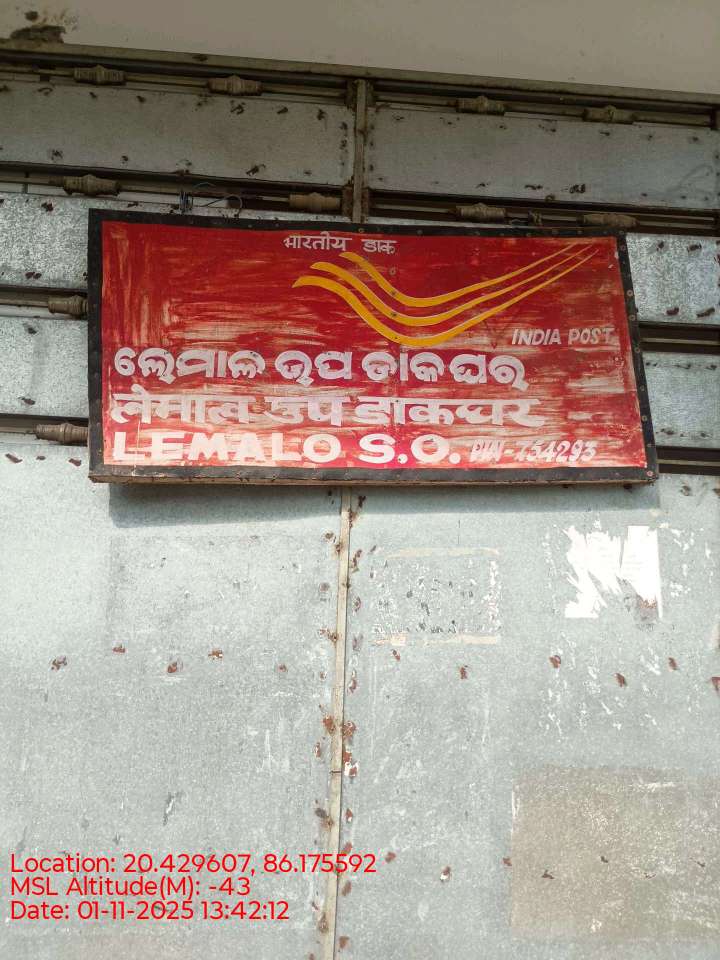 भारतीय डाक
INDIA POST
ଲେମାଳ ଉପ ଡାକଘର
लेमाल उप डाकघर
LEMALO S.O. PIN-754293
Location: 20.429607, 86.175592
MSL Altitude(M): -43
Date: 01-11-2025 13:42:12